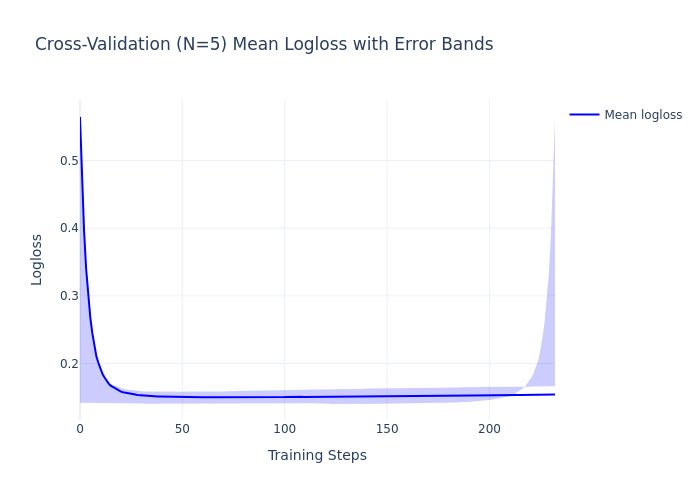 Cross-Validation (N=5) Mean Logloss with Error Bands
Mean logloss
0.5
0.4
0.3
0.2
Logloss
0 50 100 150 200
Training Steps